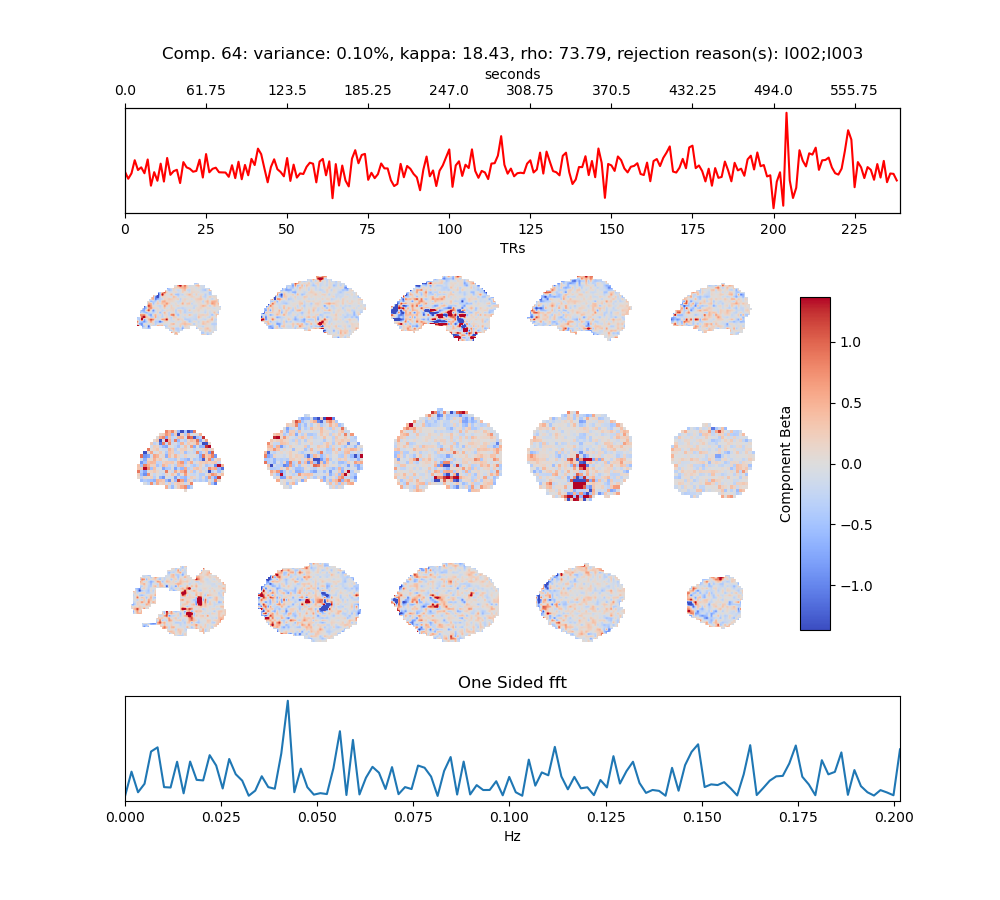 Comp. 64: variance: 0.10%, kappa: 18.43, rho: 73.79, rejection reason(s): I002;I003
seconds
0.0 61.75 123.5 185.25 247.0 308.75 370.5 432.25 494.0 555.75
0 25 50 75 100 125 150 175 200 225
TRs
1.0
0.5
0.0
−0.5
−1.0
Component Beta
One Sided fft
0.000 0.025 0.050 0.075 0.100 0.125 0.150 0.175 0.200
Hz